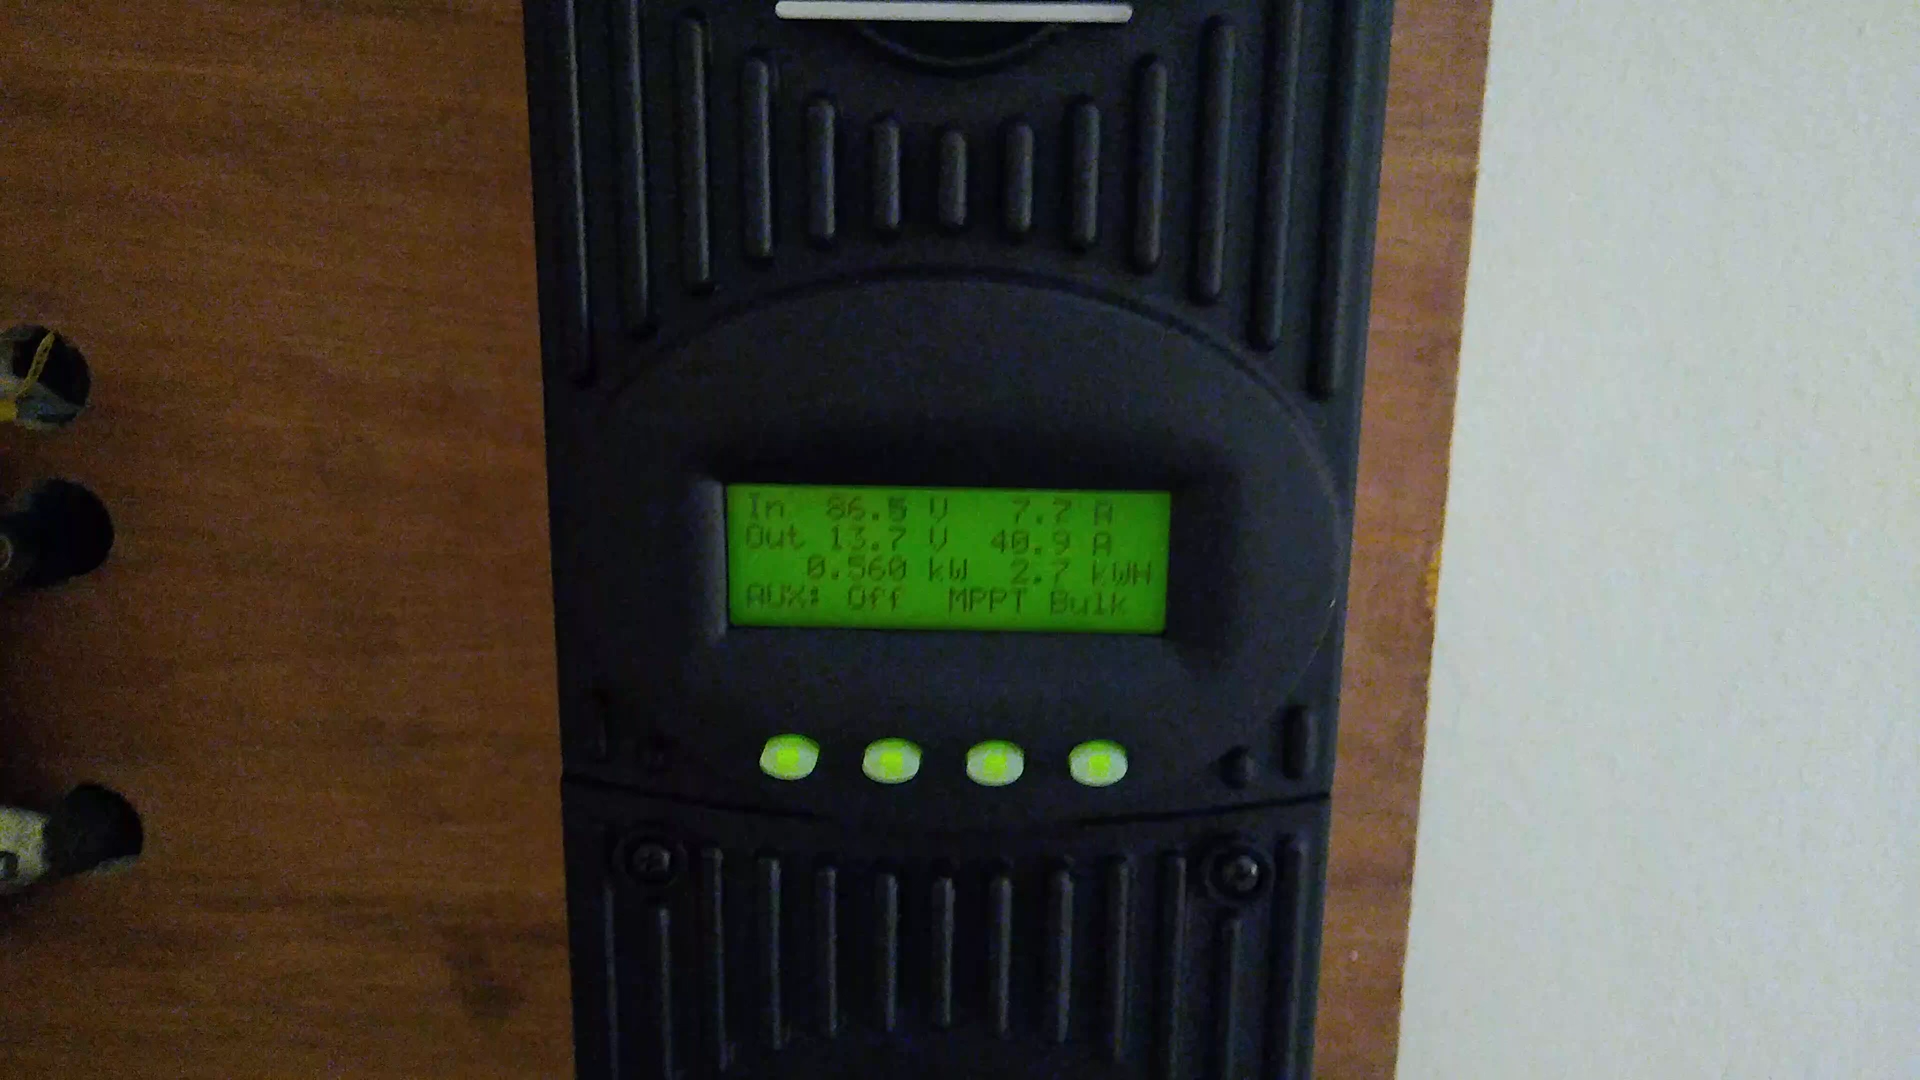 In 86.5 V 7.7 A
Out 13.7 V 40.9 A
0.560 kW 2.7 kWH
AUX: Off MPPT Bulk